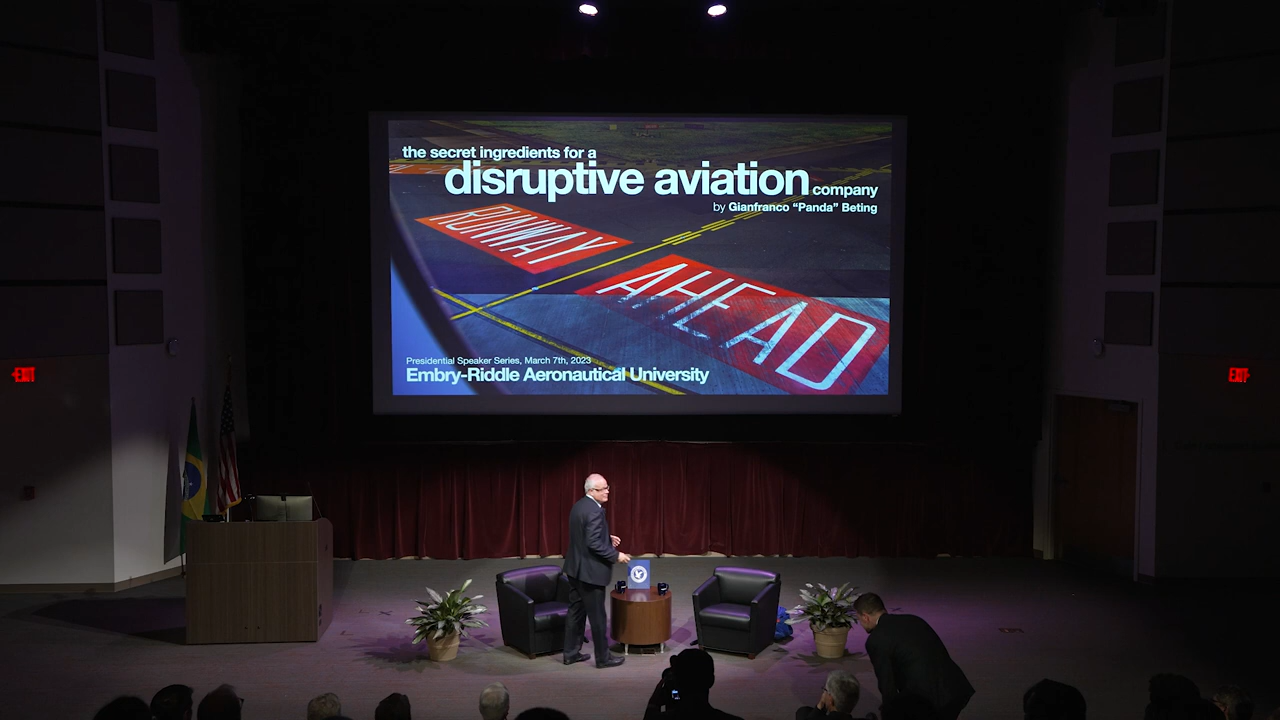 the secret ingredients for a
disruptive aviation company
by Gianfranco “Panda” Beting
RUNWAY
AHEAD
Presidential Speaker Series, March 7th, 2023
Embry-Riddle Aeronautical University
EXIT
EXIT